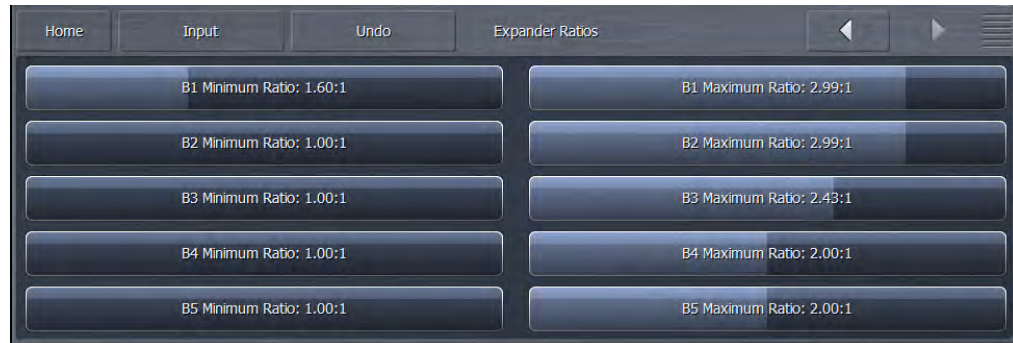 Home Input Undo Expander Ratios
B1 Minimum Ratio: 1.60:1 B1 Maximum Ratio: 2.99:1
B2 Minimum Ratio: 1.00:1 B2 Maximum Ratio: 2.99:1
B3 Minimum Ratio: 1.00:1 B3 Maximum Ratio: 2.43:1
B4 Minimum Ratio: 1.00:1 B4 Maximum Ratio: 2.00:1
B5 Minimum Ratio: 1.00:1 B5 Maximum Ratio: 2.00:1